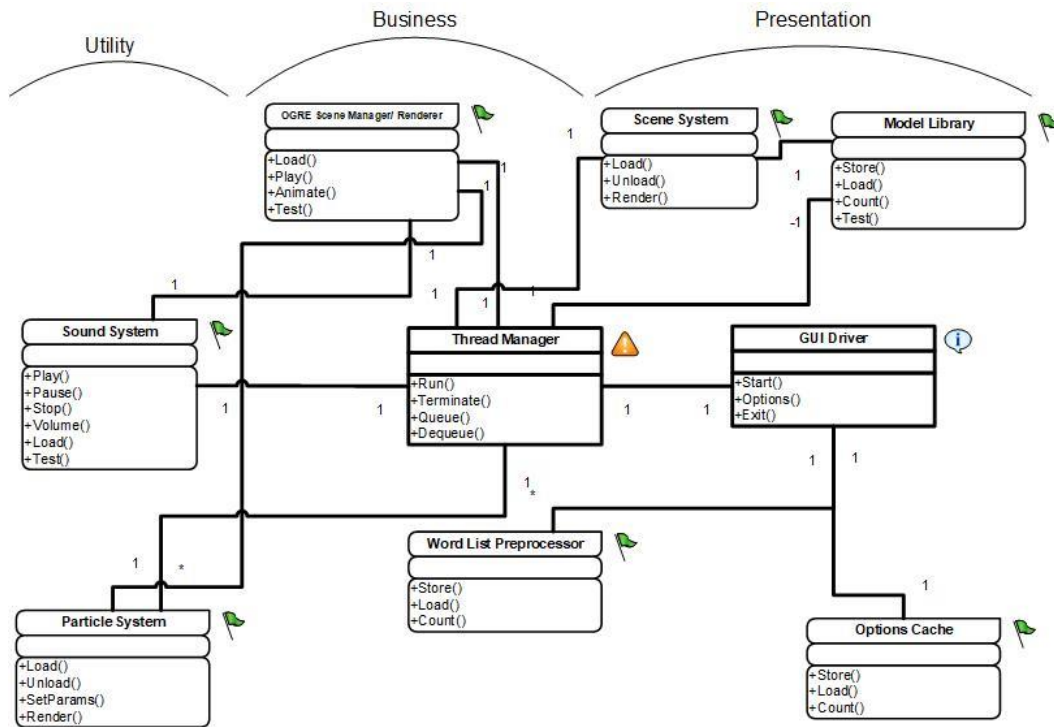 Utility
Business
Presentation
OGRE Scene Manager/ Renderer
+Load()
+Play()
+Animate()
+Test()
Scene System
+Load()
+Unload()
+Render()
Model Library
+Store()
+Load()
+Count()
+Test()
1
1
1
1
-1
1
1
1
1
1
Sound System
+Play()
+Pause()
+Stop()
+Volume()
+Load()
+Test()
Thread Manager
+Run()
+Terminate()
+Queue()
+Dequeue()
GUI Driver
+Start()
+Options()
+Exit()
1
1
1
1
1
1
1
*
1
*
1
Word List Preprocessor
+Store()
+Load()
+Count()
Particle System
+Load()
+Unload()
+SetParams()
+Render()
Options Cache
+Store()
+Load()
+Count()